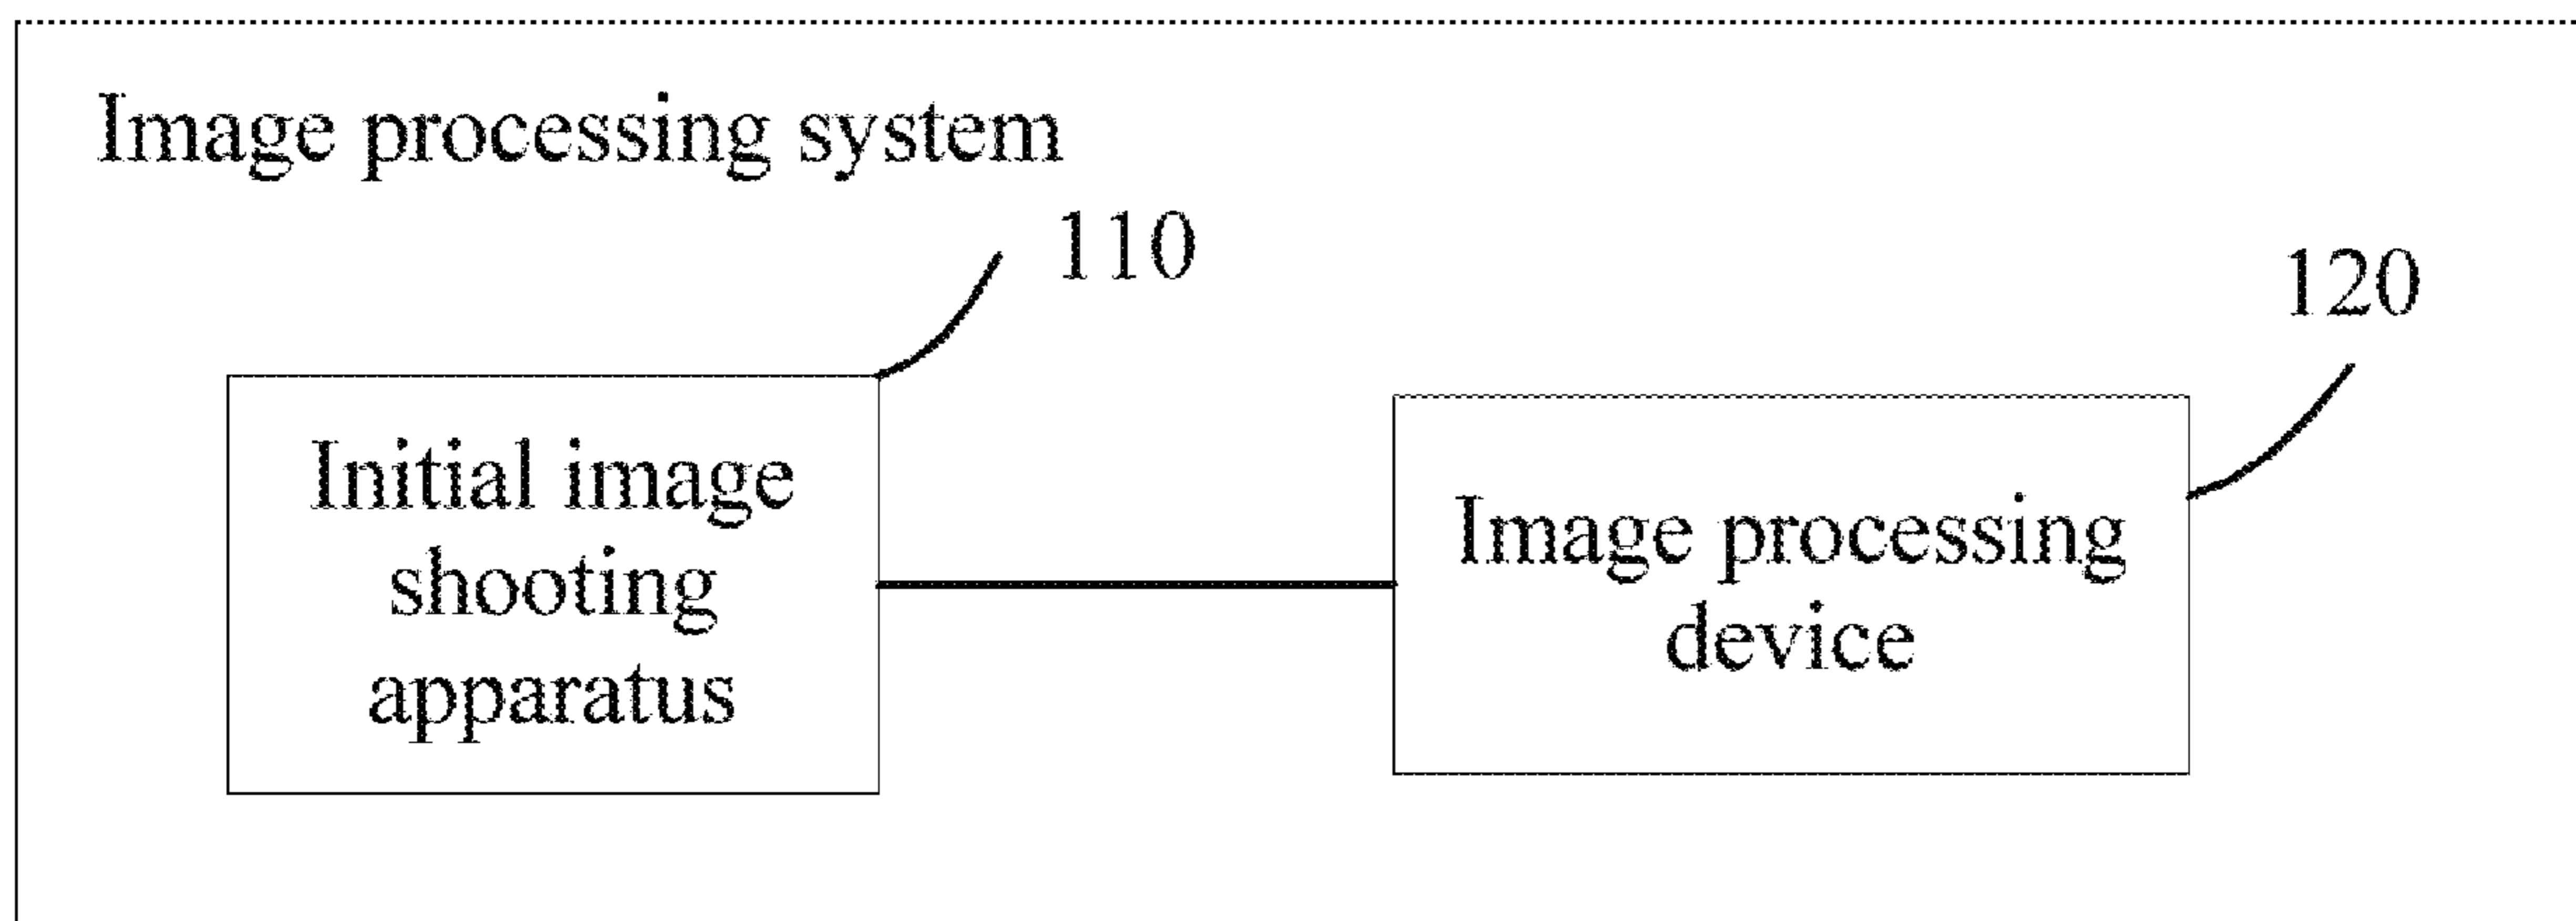 Image processing system
110
120
Initial image
shooting
apparatus
Image processing
device